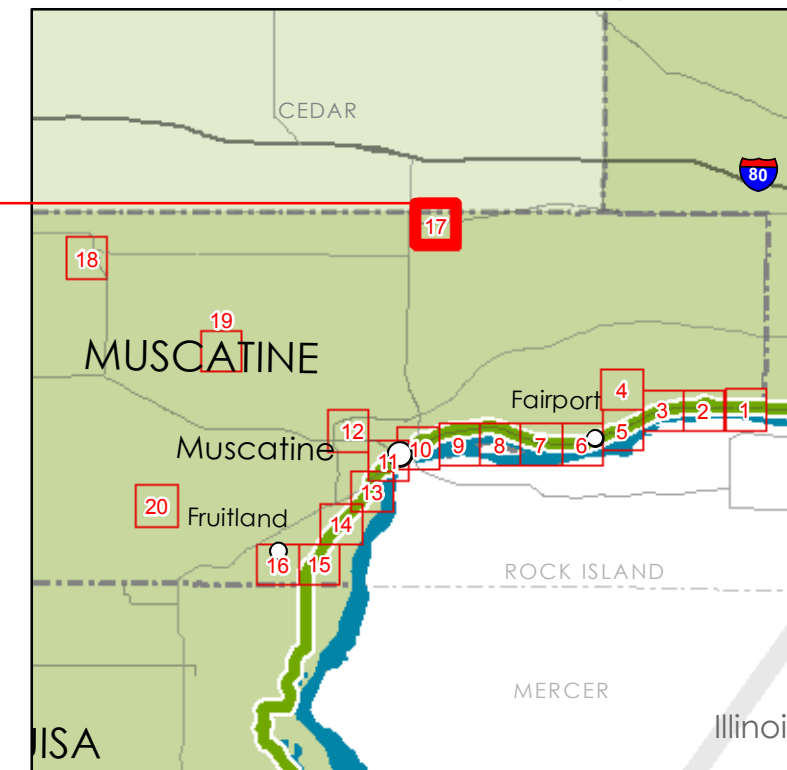 CEDAR
80
17
18
19
MUSCATINE
4
Fairport
3
2
1
5
12
Muscatine
11
10
9
8
7
6
13
20
Fruitland
14
16
15
ROCK ISLAND
MERCER
Illinoi
JISA